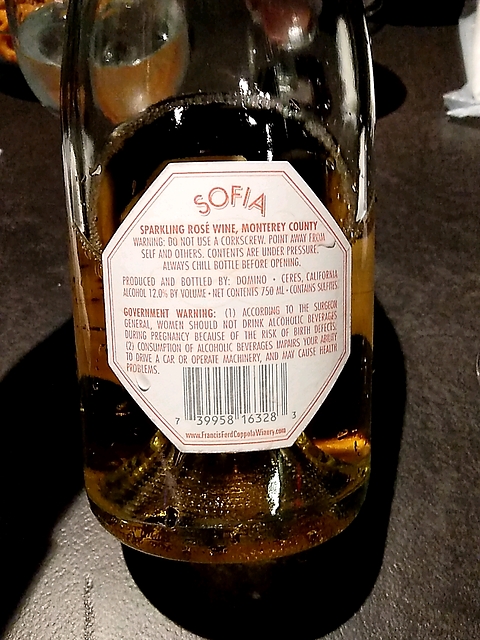 SOFIA
SPARKLING ROSÉ WINE, MONTEREY COUNTY
WARNING: DO NOT USE A CORKSCREW. POINT AWAY FROM
SELF AND OTHERS. CONTENTS ARE UNDER PRESSURE.
ALWAYS CHILL BOTTLE BEFORE OPENING.
PRODUCED AND BOTTLED BY: DOMINO • CERES, CALIFORNIA
ALCOHOL 12.0% BY VOLUME • NET CONTENTS 750 ML • CONTAINS SULFITES
GOVERNMENT WARNING: (1) ACCORDING TO THE SURGEON
GENERAL, WOMEN SHOULD NOT DRINK ALCOHOLIC BEVERAGES
DURING PREGNANCY BECAUSE OF THE RISK OF BIRTH DEFECTS.
(2) CONSUMPTION OF ALCOHOLIC BEVERAGES IMPAIRS YOUR ABILITY
TO DRIVE A CAR OR OPERATE MACHINERY, AND MAY CAUSE HEALTH
PROBLEMS.
7 39958 16328 3
www.FrancisFordCoppolaWinery.com